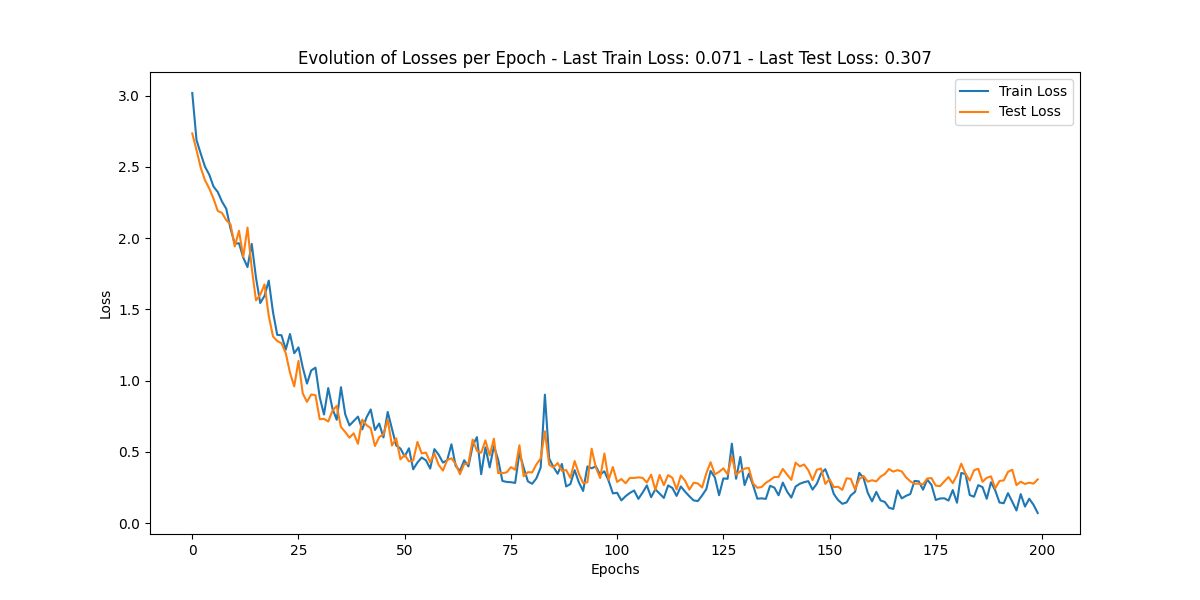 Evolution of Losses per Epoch - Last Train Loss: 0.071 - Last Test Loss: 0.307
Train Loss
Test Loss
3.0
2.5
2.0
1.5
1.0
0.5
0.0
Loss
0 25 50 75 100 125 150 175 200
Epochs